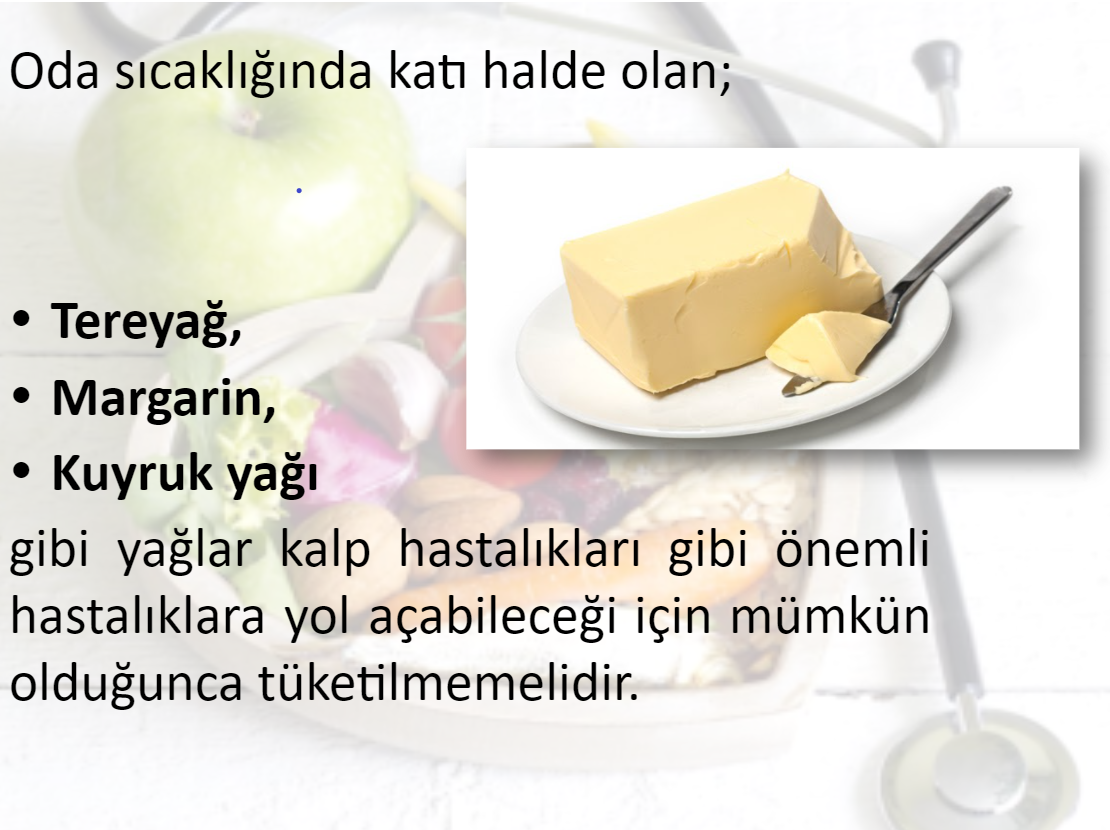 Oda sıcaklığında katı halde olan;
• Tereyağ,
• Margarin,
• Kuyruk yağı
gibi yağlar kalp hastalıkları gibi önemli
hastalıklara yol açabileceği için mümkün
olduğunca tüketilmemelidir.